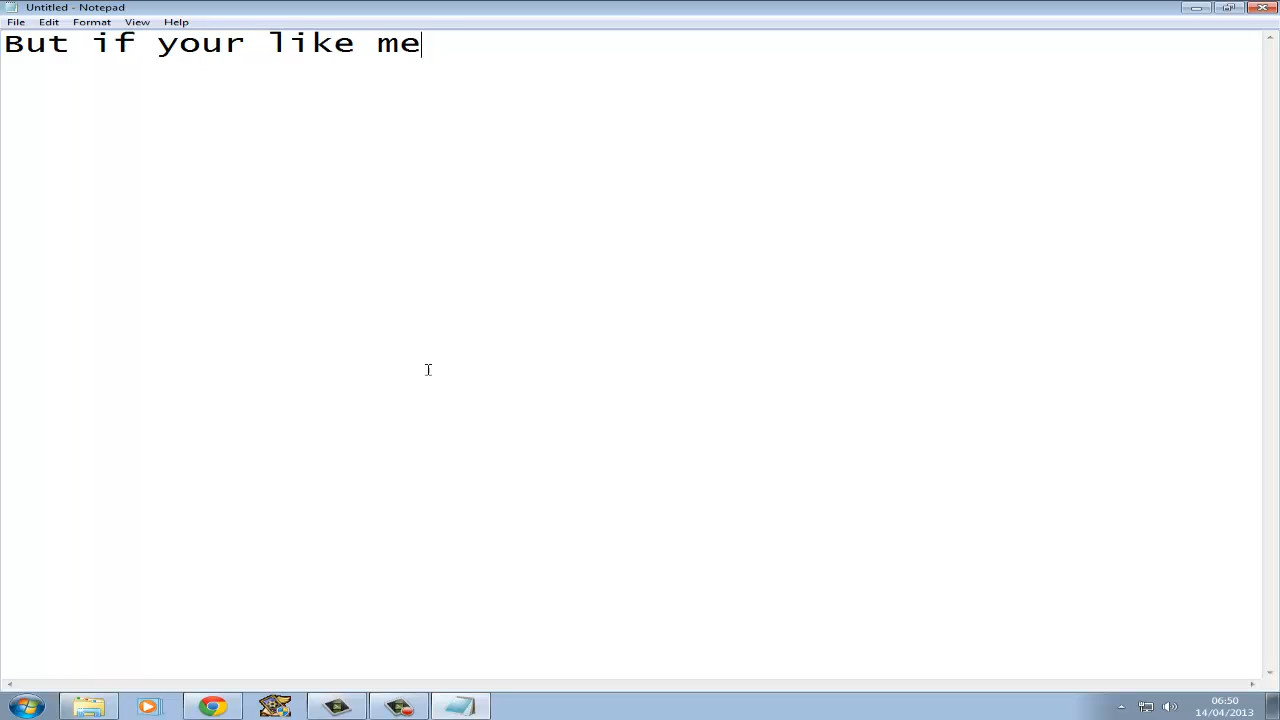 Untitled - Notepad
File Edit Format View Help
But if your like me
06:50
14/04/2013